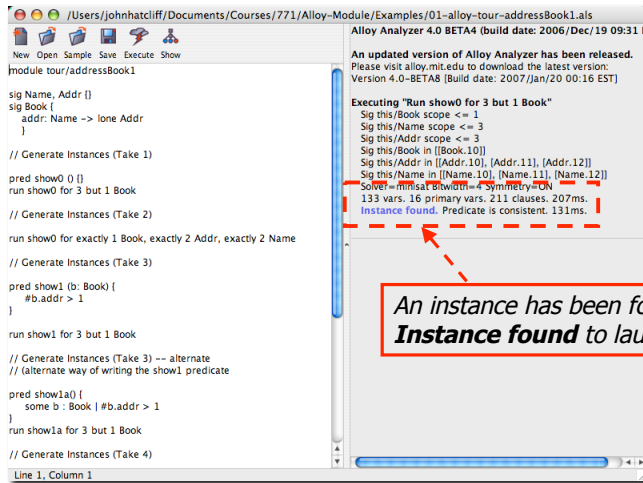 /Users/johnhatcliff/Documents/Courses/771/Alloy-Module/Examples/01-alloy-tour-addressBook1.als
New Open Sample Save Execute Show
module tour/addressBook1
sig Name, Addr {}
sig Book {
addr: Name -> lone Addr
}
// Generate Instances (Take 1)
pred show0 () {}
run show0 for 3 but 1 Book
// Generate Instances (Take 2)
run show0 for exactly 1 Book, exactly 2 Addr, exactly 2 Name
// Generate Instances (Take 3)
pred show1 (b: Book) {
#b.addr > 1
}
run show1 for 3 but 1 Book
// Generate Instances (Take 3) -- alternate
// (alternate way of writing the show1 predicate
pred show1a() {
some b : Book | #b.addr > 1
}
run show1a for 3 but 1 Book
// Generate Instances (Take 4)
Line 1, Column 1
Alloy Analyzer 4.0 BETA4 (build date: 2006/Dec/19 09:31
An updated version of Alloy Analyzer has been released.
Please visit alloy.mit.edu to download the latest version:
Version 4.0-BETA8 [Build date: 2007/Jan/20 00:16 EST]
Executing "Run show0 for 3 but 1 Book"
Sig this/Book scope <= 1
Sig this/Name scope <= 3
Sig this/Addr scope <= 3
Sig this/Book in [[Book.10]]
Sig this/Addr in [[Addr.10], [Addr.11], [Addr.12]]
Sig this/Name in [[Name.10], [Name.11], [Name.12]]
Solver=minisat Bitwidth=4 Symmetry=ON
133 vars. 16 primary vars. 211 clauses. 207ms.
Instance found. Predicate is consistent. 131ms.
An instance has been fo
Instance found to lau